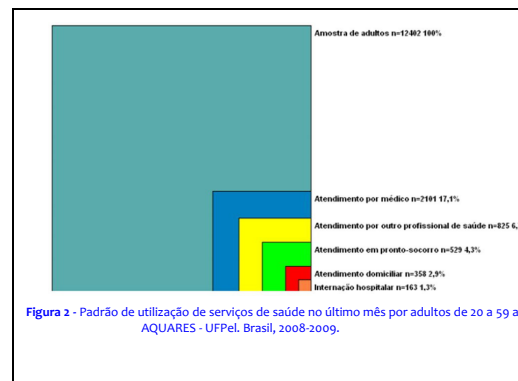 Amostra de adultos n=12402 100%
Atendimento por médico n=2101 17,1%
Atendimento por outro profissional de saúde n=825 6,
Atendimento em pronto-socorro n=529 4,3%
Atendimento domiciliar n=358 2,9%
Internação hospitalar n=163 1,3%
Figura 2 - Padrão de utilização de serviços de saúde no último mês por adultos de 20 a 59 a
AQUARES - UFPel. Brasil, 2008-2009.